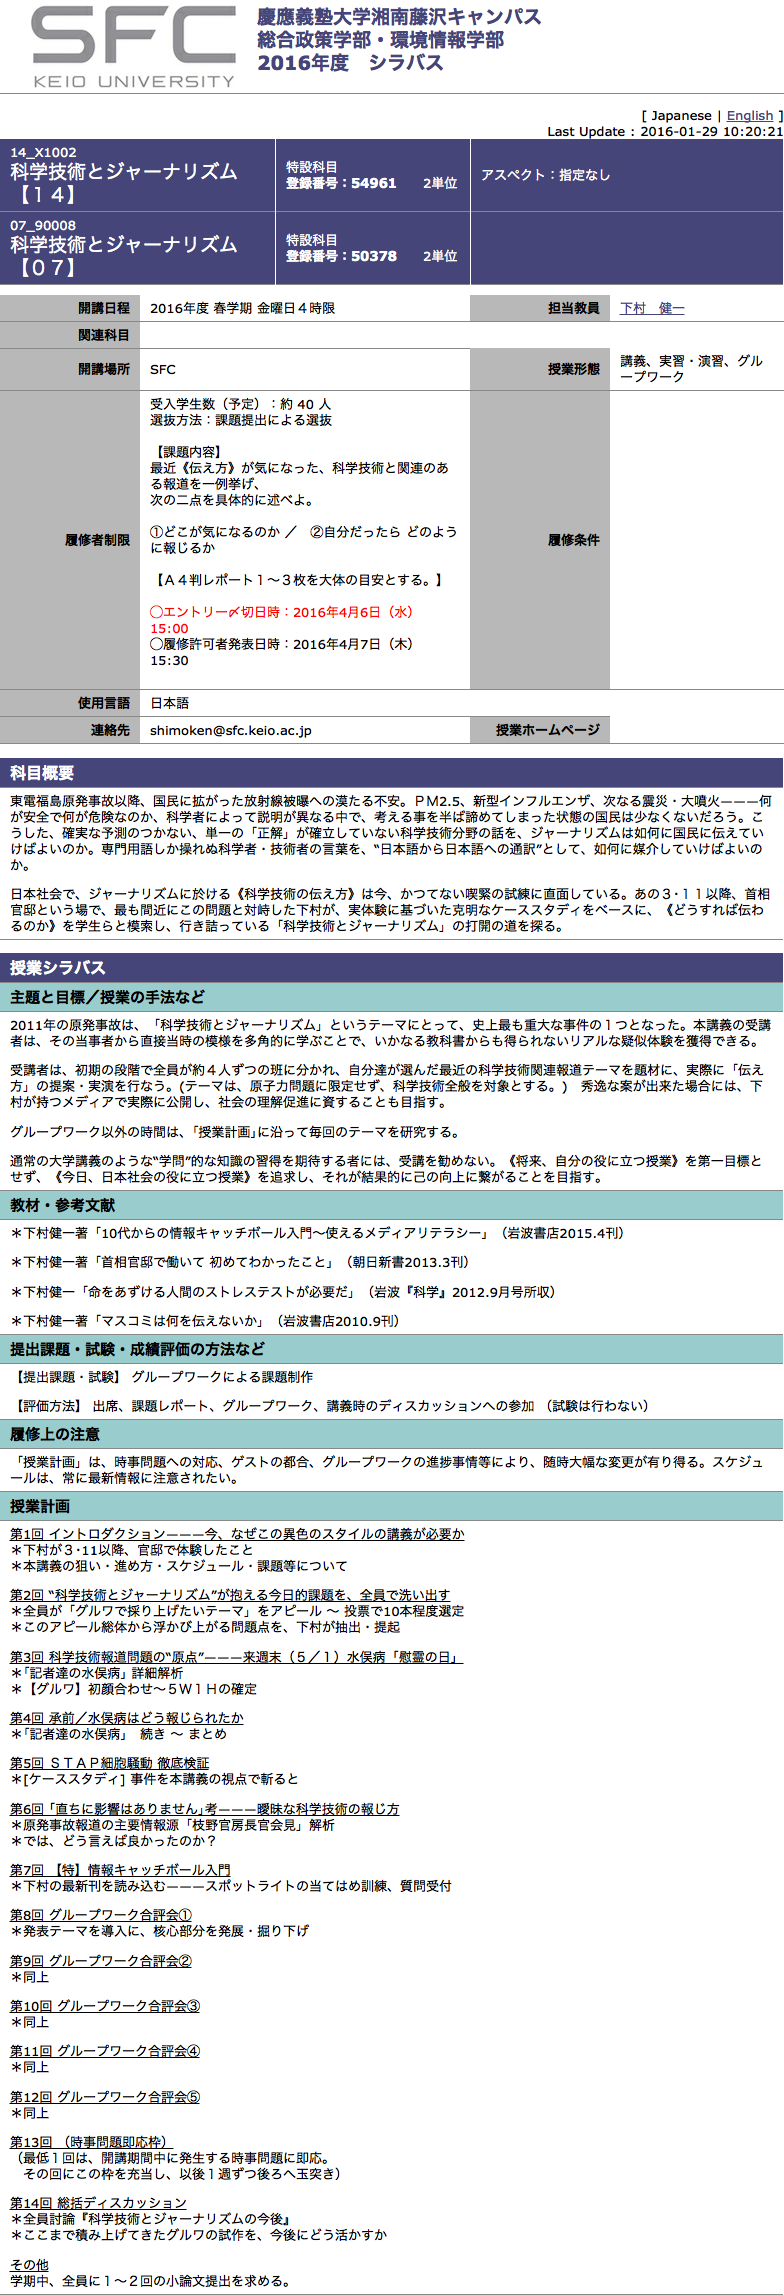 SFC
KEIO UNIVERSITY
慶應義塾大学湘南藤沢キャンパス
総合政策学部・環境情報学部
2016年度　シラバス
[ Japanese | English ]
Last Update : 2016-01-29 10:20:21
14_X1002
科学技術とジャーナリズム
【１４】
特設科目
登録番号：54961　　2単位
アスペクト：指定なし
07_90008
科学技術とジャーナリズム
【０７】
特設科目
登録番号：50378　　2単位
開講日程　2016年度 春学期 金曜日４時限　担当教員　下村　健一
関連科目
開講場所　SFC　授業形態　講義、実習・演習、グル
ープワーク
履修者制限
受入学生数（予定）：約 40 人
選抜方法：課題提出による選抜
【課題内容】
最近《伝え方》が気になった、科学技術と関連のあ
る報道を一例挙げ、
次の二点を具体的に述べよ。
①どこが気になるのか ／　②自分だったら どのよう
に報じるか
【Ａ４判レポート１〜３枚を大体の目安とする。】
◯エントリー〆切日時：2016年4月6日（水）
15:00
◯履修許可者発表日時：2016年4月7日（木）
15:30
履修条件
使用言語　日本語
連絡先　shimoken@sfc.keio.ac.jp　授業ホームページ
科目概要
東電福島原発事故以降、国民に拡がった放射線被曝への漠たる不安。ＰＭ2.5、新型インフルエンザ、次なる震災・大噴火―――何
が安全で何が危険なのか、科学者によって説明が異なる中で、考える事を半ば諦めてしまった状態の国民は少なくないだろう。こ
うした、確実な予測のつかない、単一の「正解」が確立していない科学技術分野の話を、ジャーナリズムは如何に国民に伝えてい
けばよいのか。専門用語しか操れぬ科学者・技術者の言葉を、“日本語から日本語への通訳”として、如何に媒介していけばよいの
か。
日本社会で、ジャーナリズムに於ける《科学技術の伝え方》は今、かつてない喫緊の試練に直面している。あの３･１１以降、首相
官邸という場で、最も間近にこの問題と対峙した下村が、実体験に基づいた克明なケーススタディをベースに、《どうすれば伝わ
るのか》を学生らと模索し、行き詰っている「科学技術とジャーナリズム」の打開の道を探る。
授業シラバス
主題と目標／授業の手法など
2011年の原発事故は、「科学技術とジャーナリズム」というテーマにとって、史上最も重大な事件の１つとなった。本講義の受講
者は、その当事者から直接当時の模様を多角的に学ぶことで、いかなる教科書からも得られないリアルな疑似体験を獲得できる。
受講者は、初期の段階で全員が約４人ずつの班に分かれ、自分達が選んだ最近の科学技術関連報道テーマを題材に、実際に「伝え
方」の提案・実演を行なう。(テーマは、原子力問題に限定せず、科学技術全般を対象とする。)　秀逸な案が出来た場合には、下
村が持つメディアで実際に公開し、社会の理解促進に資することも目指す。
グループワーク以外の時間は、｢授業計画｣に沿って毎回のテーマを研究する。
通常の大学講義のような“学問”的な知識の習得を期待する者には、受講を勧めない。《将来、自分の役に立つ授業》を第一目標と
せず、《今日、日本社会の役に立つ授業》を追求し、それが結果的に己の向上に繋がることを目指す。
教材・参考文献
＊下村健一著「10代からの情報キャッチボール入門〜使えるメディアリテラシー」（岩波書店2015.4刊）
＊下村健一著「首相官邸で働いて 初めてわかったこと」（朝日新書2013.3刊）
＊下村健一「命をあずける人間のストレステストが必要だ」（岩波『科学』2012.9月号所収）
＊下村健一著「マスコミは何を伝えないか」（岩波書店2010.9刊）
提出課題・試験・成績評価の方法など
【提出課題・試験】 グループワークによる課題制作
【評価方法】 出席、課題レポート、グループワーク、講義時のディスカッションへの参加 （試験は行わない）
履修上の注意
「授業計画」は、時事問題への対応、ゲストの都合、グループワークの進捗事情等により、随時大幅な変更が有り得る。スケジュ
ールは、常に最新情報に注意されたい。
授業計画
第1回 イントロダクション―――今、なぜこの異色のスタイルの講義が必要か
＊下村が３･11以降、官邸で体験したこと
＊本講義の狙い・進め方・スケジュール・課題等について
第2回 “科学技術とジャーナリズム”が抱える今日的課題を、全員で洗い出す
＊全員が「グルワで採り上げたいテーマ」をアピール 〜 投票で10本程度選定
＊このアピール総体から浮かび上がる問題点を、下村が抽出・提起
第3回 科学技術報道問題の“原点”―――来週末（５／１）水俣病「慰霊の日」
＊｢記者達の水俣病｣ 詳細解析
＊【グルワ】初顔合わせ〜５Ｗ１Ｈの確定
第4回 承前／水俣病はどう報じられたか
＊｢記者達の水俣病｣　続き 〜 まとめ
第5回 ＳＴＡＰ細胞騒動 徹底検証
＊[ケーススタディ] 事件を本講義の視点で斬ると
第6回 ｢直ちに影響はありません｣考―――曖昧な科学技術の報じ方
＊原発事故報道の主要情報源「枝野官房長官会見」解析
＊では、どう言えば良かったのか？
第7回 【特】情報キャッチボール入門
＊下村の最新刊を読み込む―――スポットライトの当てはめ訓練、質問受付
第8回 グループワーク合評会①
＊発表テーマを導入に、核心部分を発展・掘り下げ
第9回 グループワーク合評会②
＊同上
第10回 グループワーク合評会③
＊同上
第11回 グループワーク合評会④
＊同上
第12回 グループワーク合評会⑤
＊同上
第13回 （時事問題即応枠）
（最低１回は、開講期間中に発生する時事問題に即応。
　その回にこの枠を充当し、以後１週ずつ後ろへ玉突き）
第14回 総括ディスカッション
＊全員討論『科学技術とジャーナリズムの今後』
＊ここまで積み上げてきたグルワの試作を、今後にどう活かすか
その他
学期中、全員に１〜２回の小論文提出を求める。